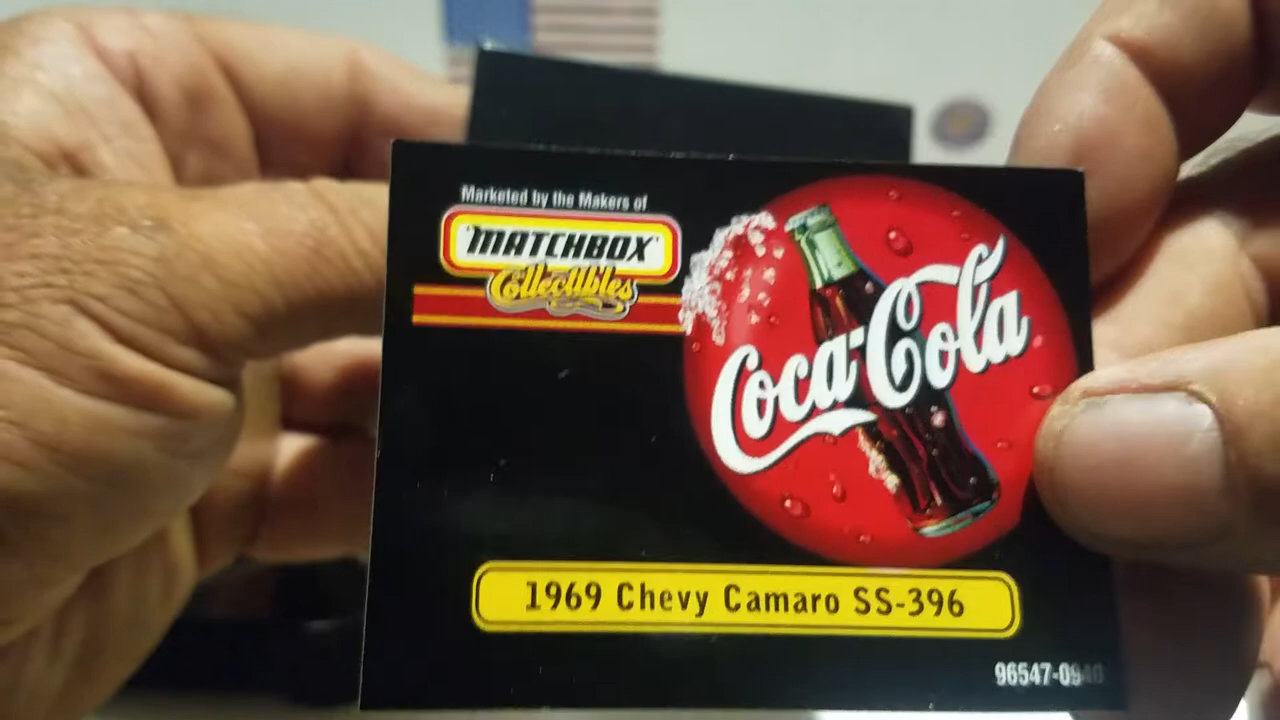 Marketed by the Makers of
"MATCHBOX"
Collectibles
Coca-Cola
1969 Chevy Camaro SS-396